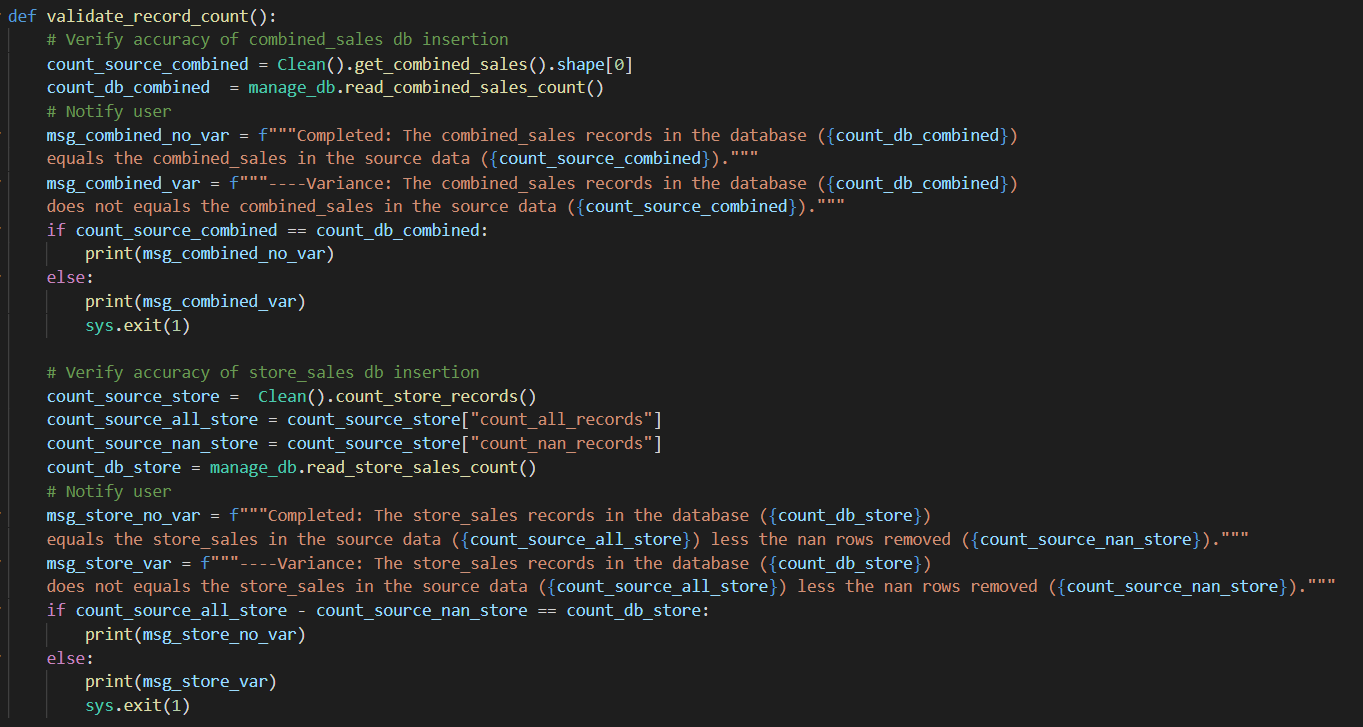 def validate_record_count():
    # Verify accuracy of combined_sales db insertion
    count_source_combined = Clean().get_combined_sales().shape[0]
    count_db_combined  = manage_db.read_combined_sales_count()
    # Notify user
    msg_combined_no_var = f"""Completed: The combined_sales records in the database ({count_db_combined})
    equals the combined_sales in the source data ({count_source_combined})."""
    msg_combined_var = f"""----Variance: The combined_sales records in the database ({count_db_combined})
    does not equals the combined_sales in the source data ({count_source_combined})."""
    if count_source_combined == count_db_combined:
        print(msg_combined_no_var)
    else:
        print(msg_combined_var)
        sys.exit(1)

    # Verify accuracy of store_sales db insertion
    count_source_store =  Clean().count_store_records()
    count_source_all_store = count_source_store["count_all_records"]
    count_source_nan_store = count_source_store["count_nan_records"]
    count_db_store = manage_db.read_store_sales_count()
    # Notify user
    msg_store_no_var = f"""Completed: The store_sales records in the database ({count_db_store})
    equals the store_sales in the source data ({count_source_all_store}) less the nan rows removed ({count_source_nan_store})."""
    msg_store_var = f"""----Variance: The store_sales records in the database ({count_db_store})
    does not equals the store_sales in the source data ({count_source_all_store}) less the nan rows removed ({count_source_nan_store})."""
    if count_source_all_store - count_source_nan_store == count_db_store:
        print(msg_store_no_var)
    else:
        print(msg_store_var)
        sys.exit(1)